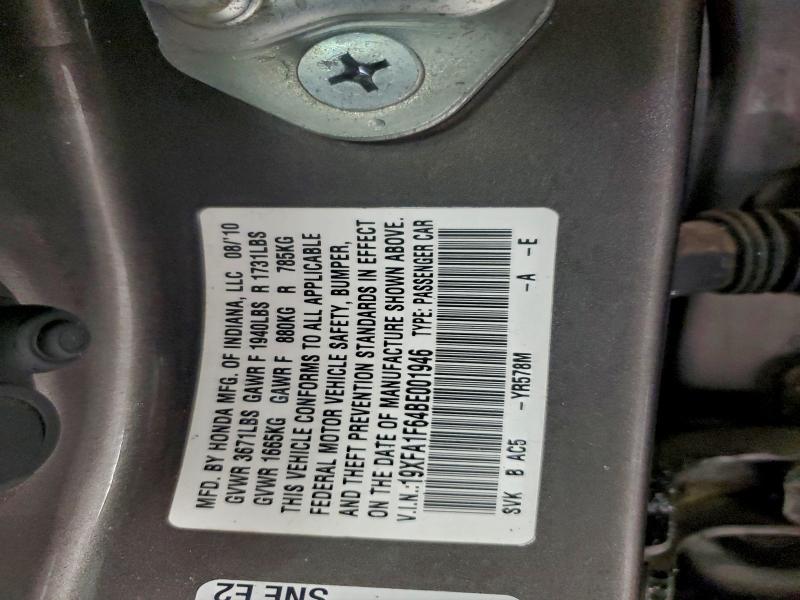 MFD. BY HONDA MFG. OF INDIANA, LLC 08/'10
GVWR 3671LBS GAWR F 1940LBS R 1731LBS
GVWR 1665KG GAWR F 880KG R 785KG
THIS VEHICLE CONFORMS TO ALL APPLICABLE
FEDERAL MOTOR VEHICLE SAFETY, BUMPER,
AND THEFT PREVENTION STANDARDS IN EFFECT
ON THE DATE OF MANUFACTURE SHOWN ABOVE.
V.I.N.:19XFA1F64BE001946 TYPE: PASSENGER CAR
SVK B AC5 -YR578M -A -E
SNE E2